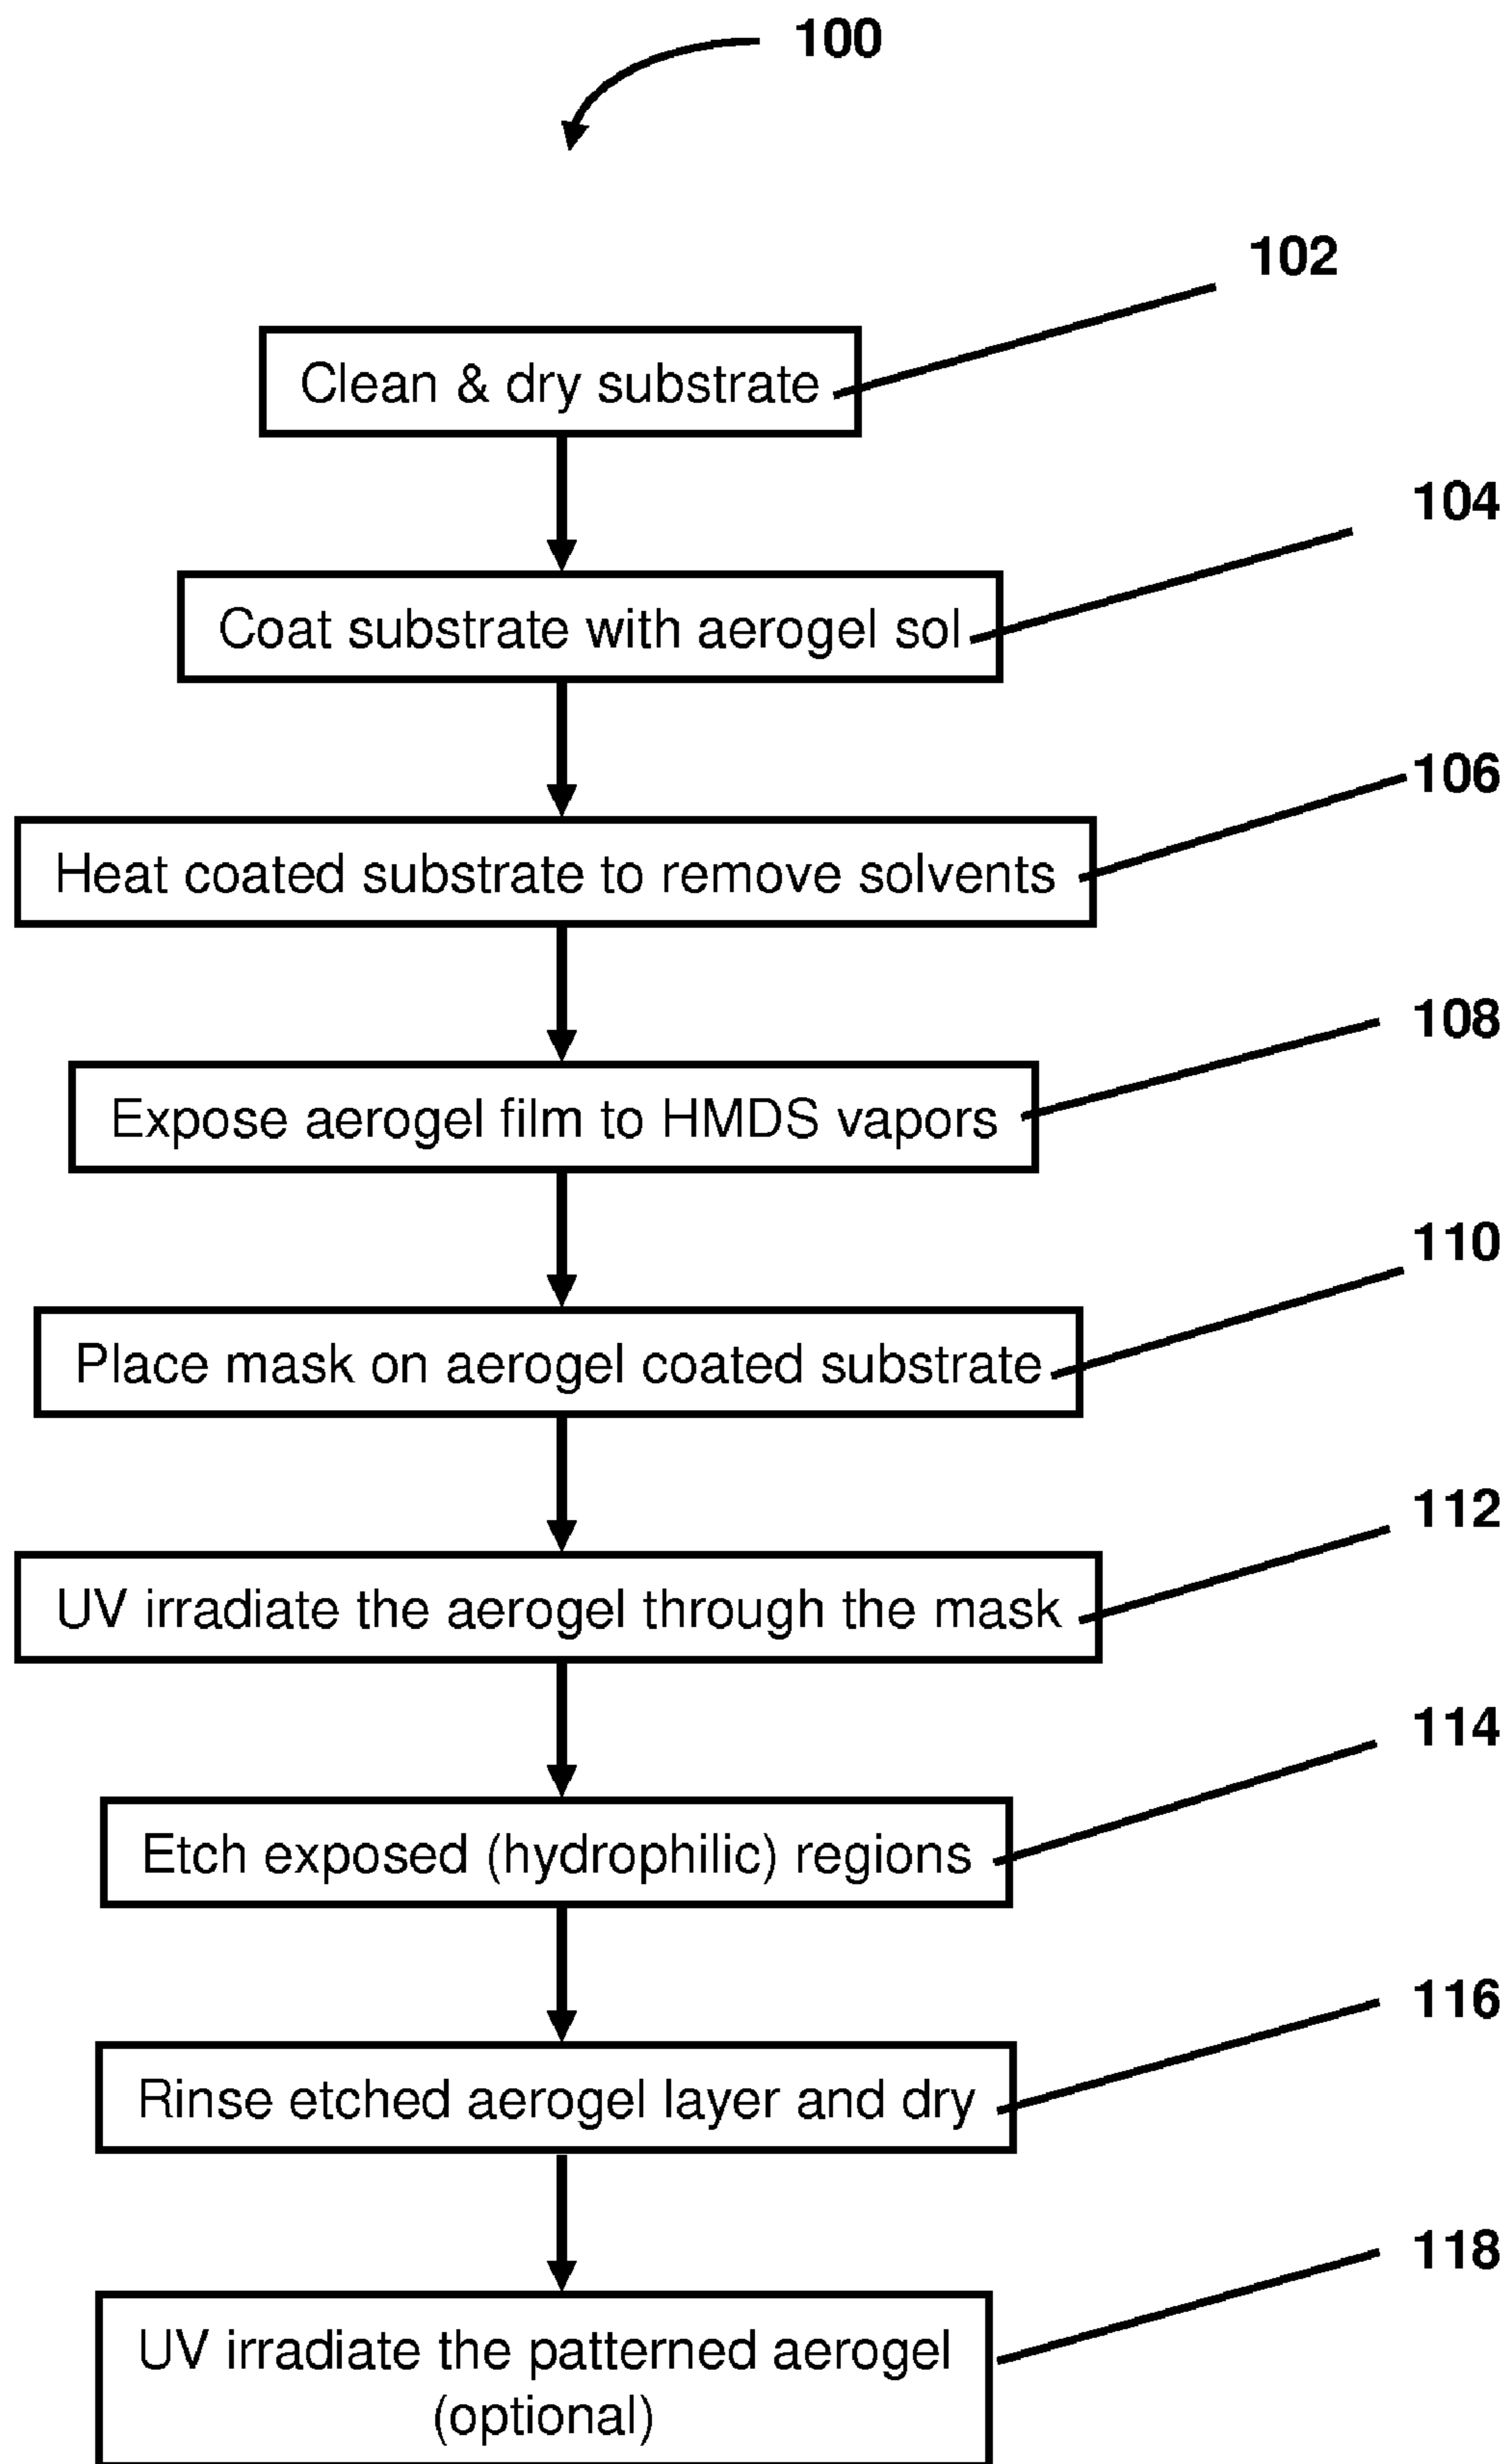 100
102
Clean & dry substrate
104
Coat substrate with aerogel sol
106
Heat coated substrate to remove solvents
108
Expose aerogel film to HMDS vapors
110
Place mask on aerogel coated substrate
112
UV irradiate the aerogel through the mask
114
Etch exposed (hydrophilic) regions
116
Rinse etched aerogel layer and dry
118
UV irradiate the patterned aerogel
(optional)